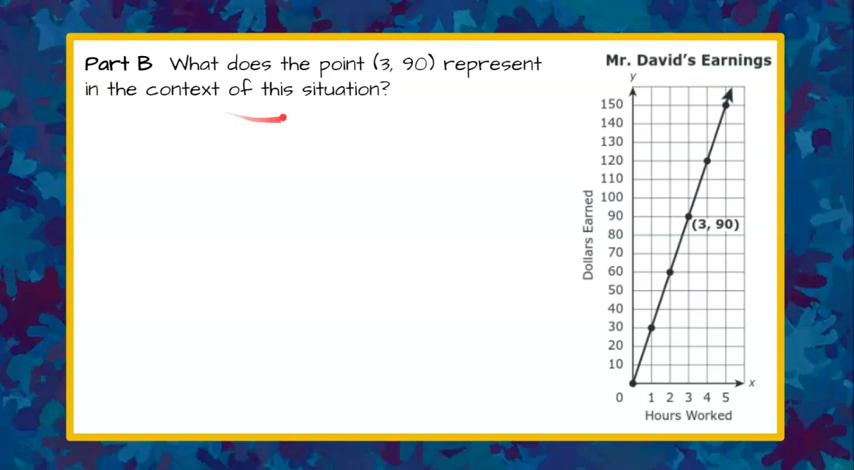 Part B What does the point (3, 90) represent
in the context of this situation?
Mr. David's Earnings
y
150
140
130
120
110
100
90
80
70
60
50
40
30
20
10
0 1 2 3 4 5
x
(3, 90)
Dollars Earned
Hours Worked